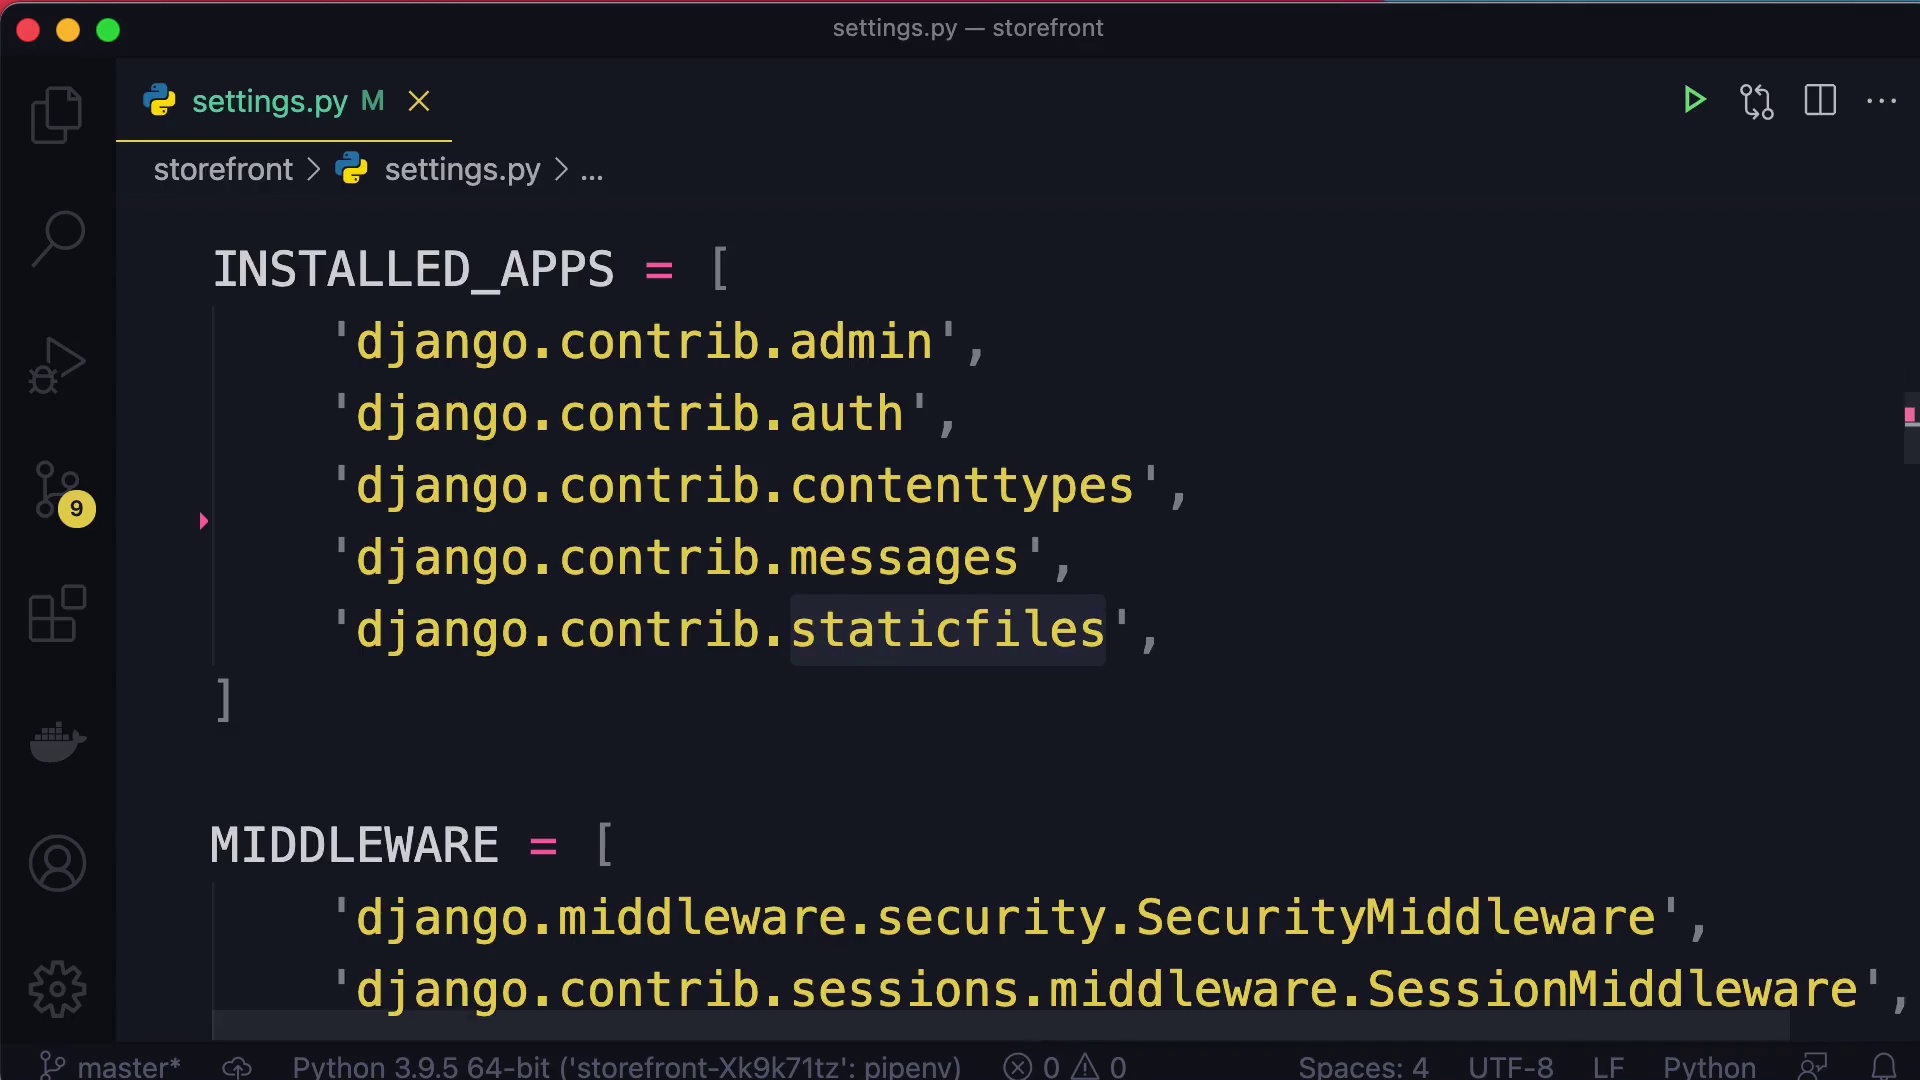 settings.py — storefront
settings.py M
storefront > settings.py > ...
INSTALLED_APPS = [
'django.contrib.admin',
'django.contrib.auth',
'django.contrib.contenttypes',
'django.contrib.messages',
'django.contrib.staticfiles',
]
MIDDLEWARE = [
'django.middleware.security.SecurityMiddleware',
'django.contrib.sessions.middleware.SessionMiddleware',
9
master* Python 3.9.5 64-bit ('storefront-Xk9k71tz': pipenv) 0 0 Spaces: 4 UTF-8 LF Python